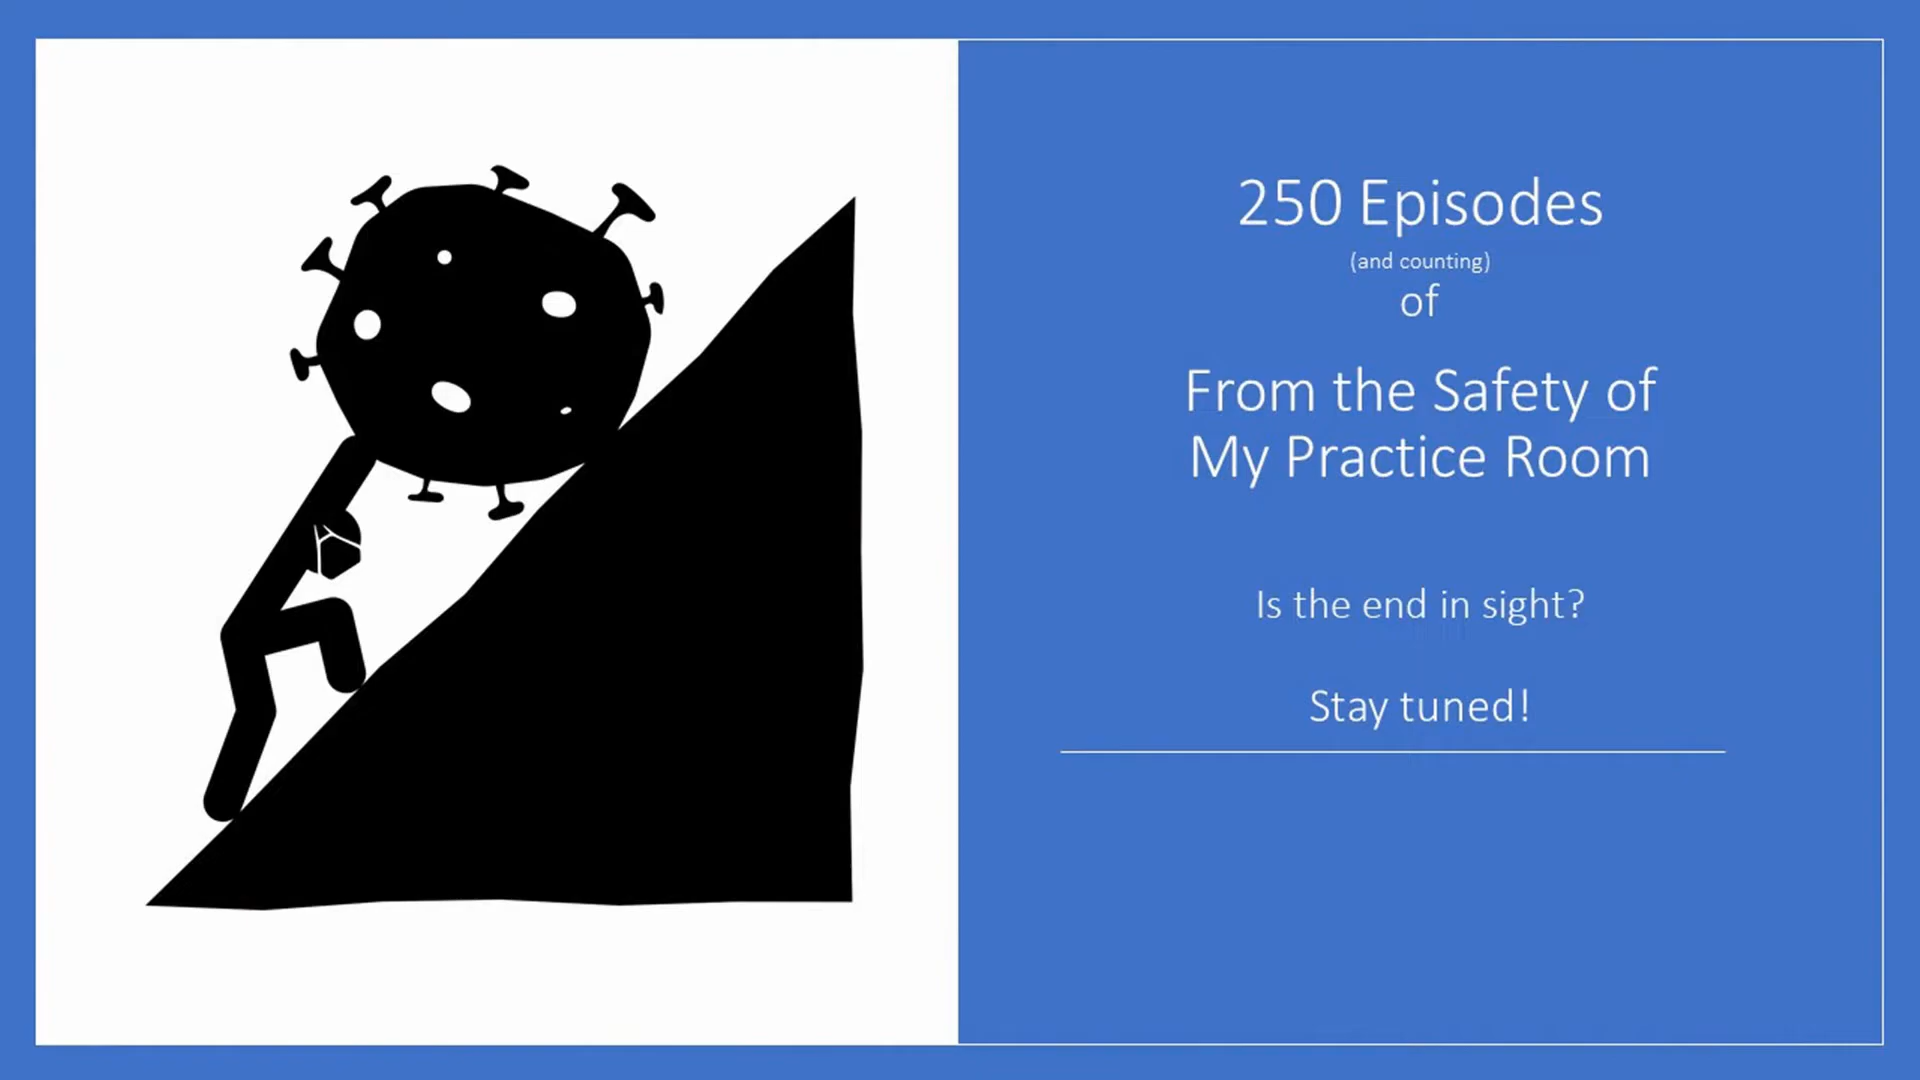 250 Episodes
(and counting)
of
From the Safety of
My Practice Room
Is the end in sight?
Stay tuned!